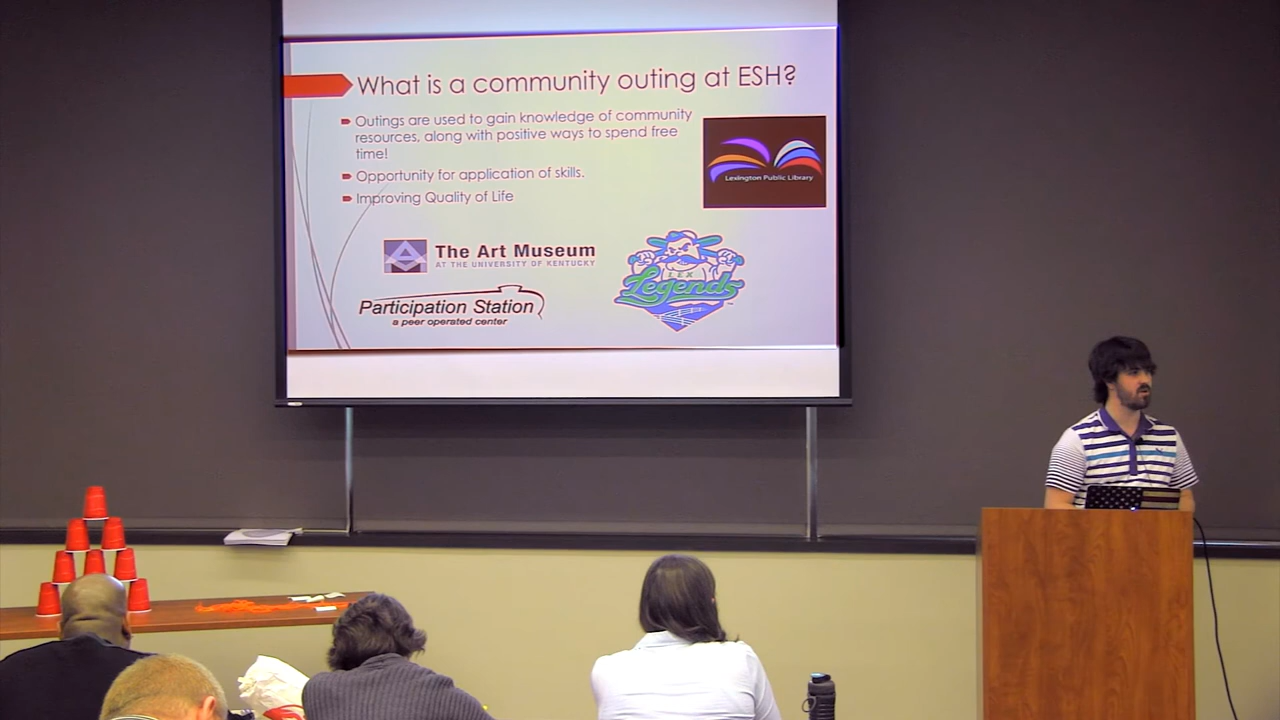 What is a community outing at ESH?
Outings are used to gain knowledge of community
resources, along with positive ways to spend free
time!
Opportunity for application of skills.
Improving Quality of Life
Lexington Public Library
The Art Museum
AT THE UNIVERSITY OF KENTUCKY
LEX
Legends
Participation Station
a peer operated center